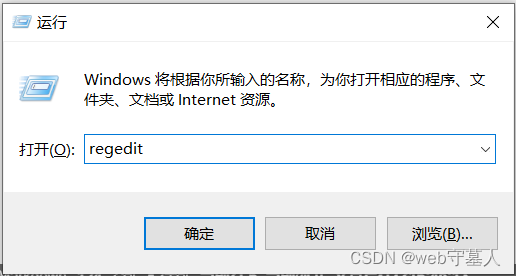 运行
Windows 将根据你所输入的名称，为你打开相应的程序、文
件夹、文档或 Internet 资源。
打开(O): regedit
确定 取消 浏览(B)...
CSDN @web守墓人